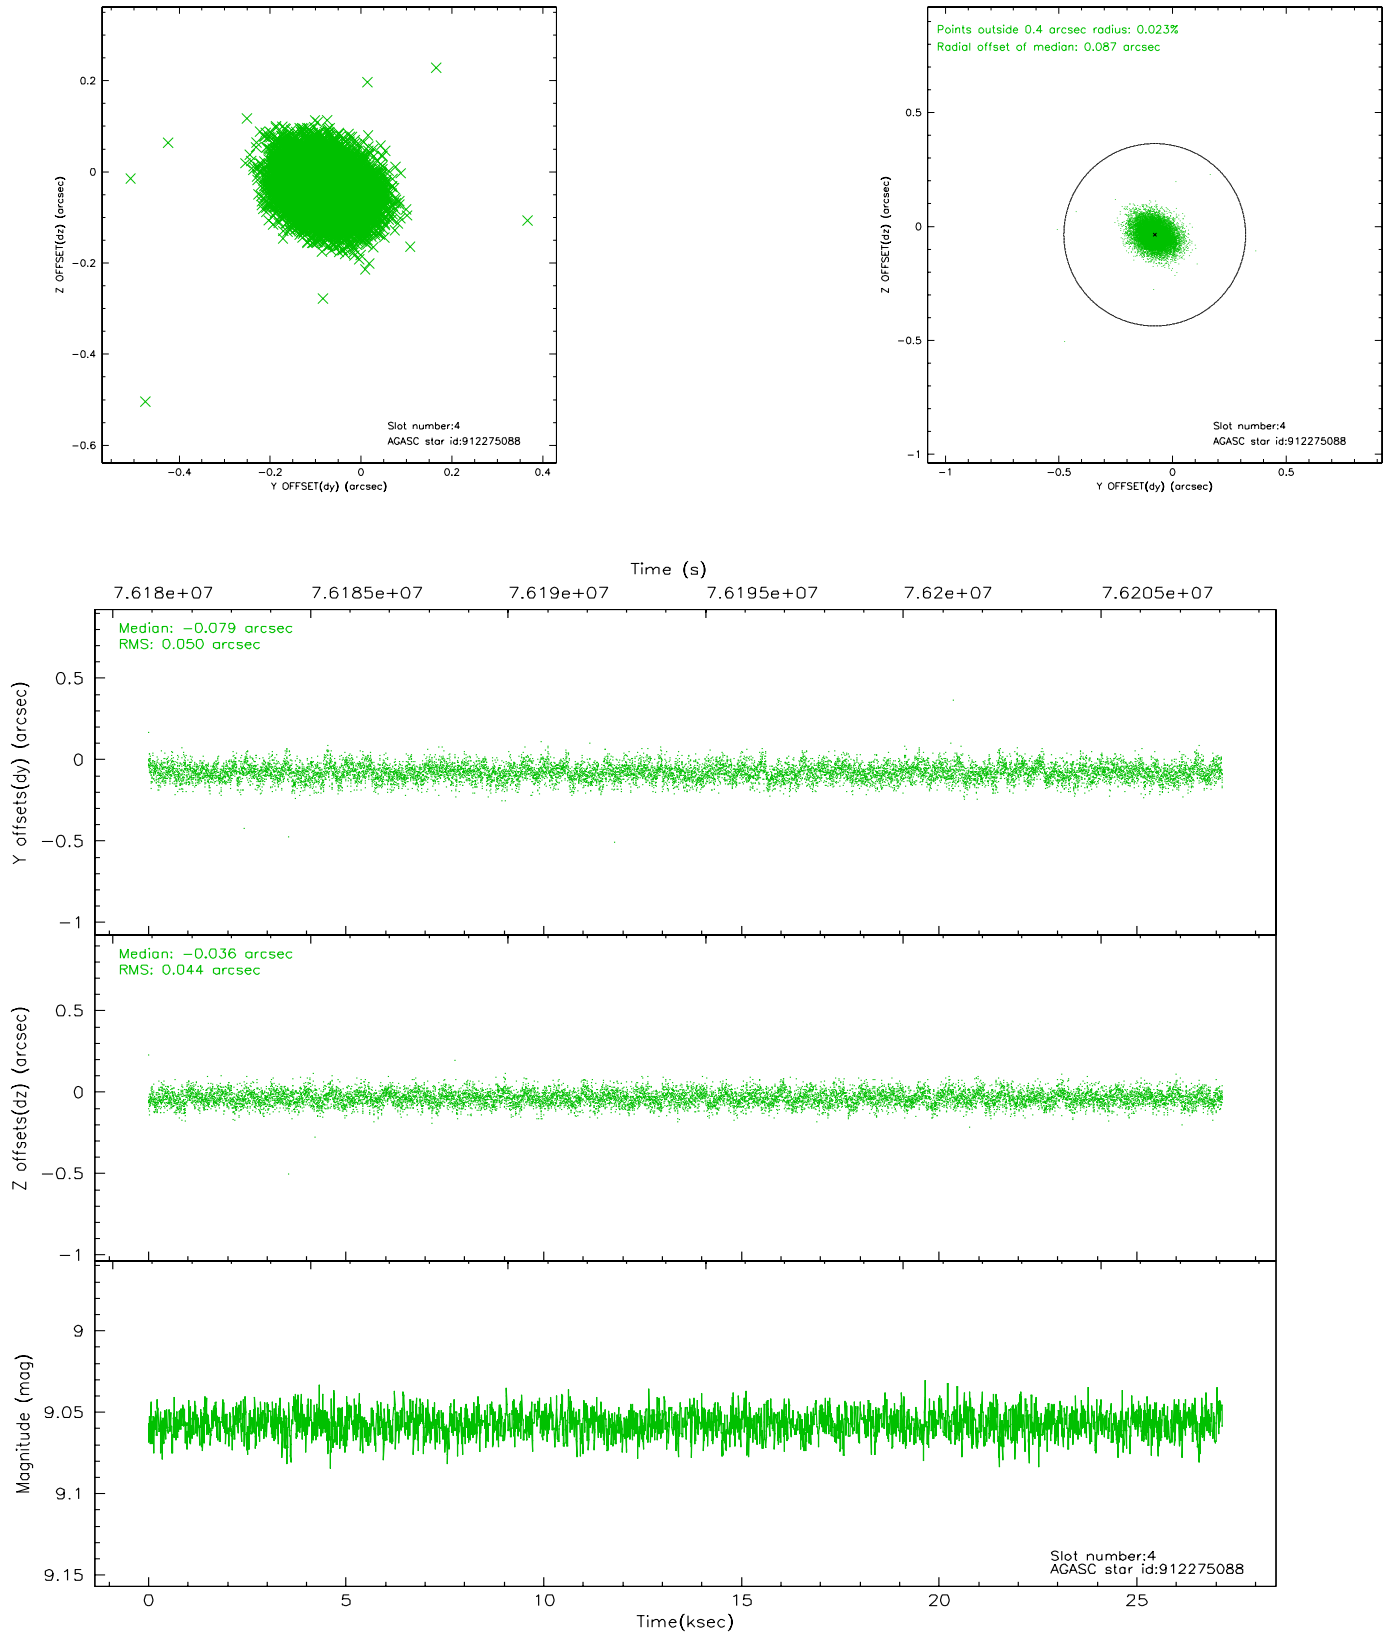 0.2
0
−0.2
−0.4
−0.6
Z OFFSET(dz) (arcsec)
Slot number:4
AGASC star id:912275088
−0.4 −0.2 0 0.2 0.4
Y OFFSET(dy) (arcsec)
Points outside 0.4 arcsec radius: 0.023%
Radial offset of median: 0.087 arcsec
0.5
0
−0.5
−1
Z OFFSET(dz) (arcsec)
Slot number:4
AGASC star id:912275088
−1 −0.5 0 0.5
Y OFFSET(dy) (arcsec)
Time (s)
7.618e+07 7.6185e+07 7.619e+07 7.6195e+07 7.62e+07 7.6205e+07
Median: −0.079 arcsec
RMS: 0.050 arcsec
0.5
0
−0.5
−1
Y offsets(dy) (arcsec)
Median: −0.036 arcsec
RMS: 0.044 arcsec
0.5
0
−0.5
−1
Z offsets(dz) (arcsec)
9
9.05
9.1
9.15
Magnitude (mag)
Slot number:4
AGASC star id:912275088
0 5 10 15 20 25
Time(ksec)